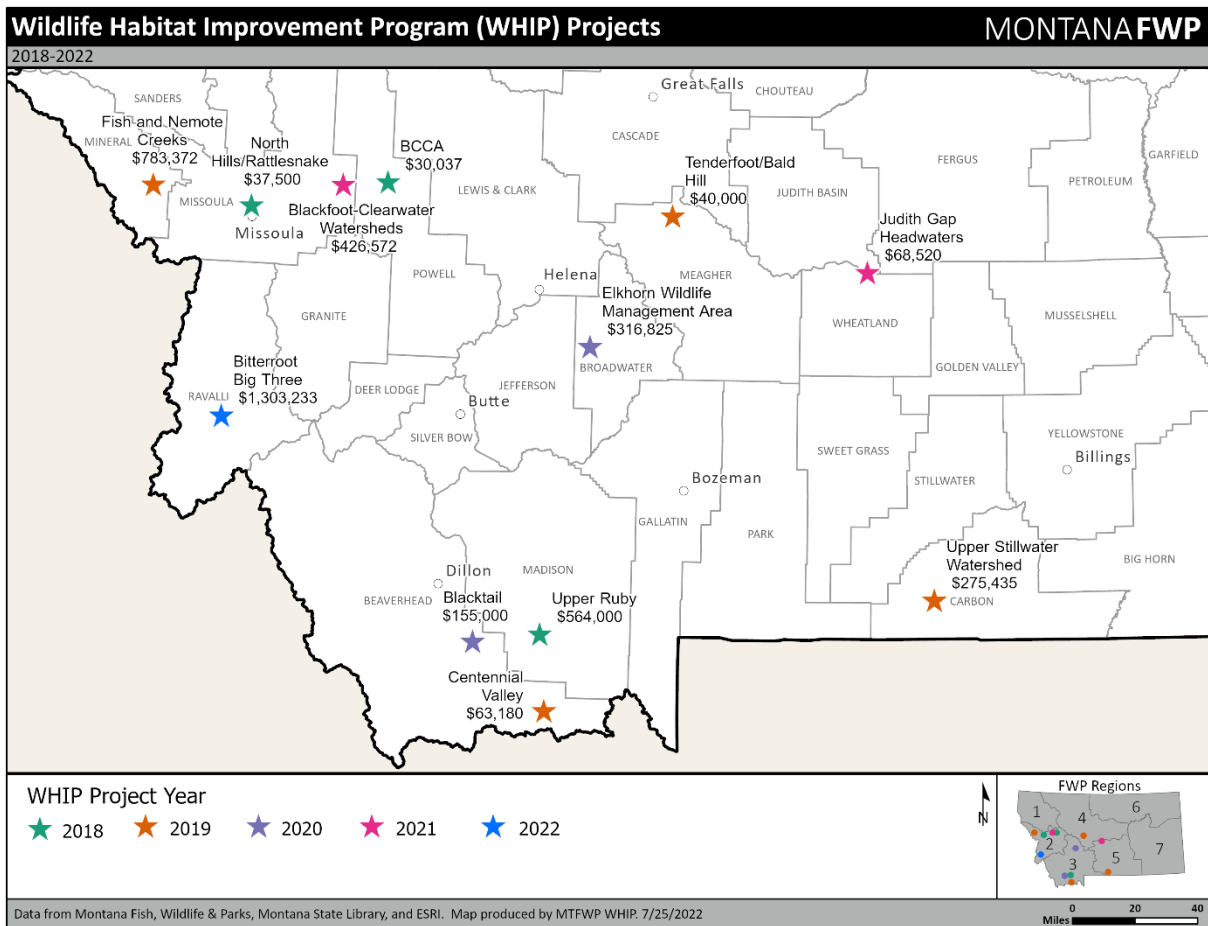 Wildlife Habitat Improvement Program (WHIP) Projects
MONTANA FWP
2018-2022
SANDERS
Fish and Nemote
Creeks
$783,372
MINERAL
North
Hills/Rattlesnake
$37,500
MISSOULA
Missoula
BCCA
$30,037
Blackfoot-Clearwater
Watersheds
$426,572
LEWIS & CLARK
POWELL
GRANITE
Great Falls
CASCADE
CHOUTEAU
Tenderfoot/Bald
Hill
$40,000
JUDITH BASIN
FERGUS
PETROLEUM
GARFIELD
Judith Gap
Headwaters
$68,520
Helena
MEAGHER
Elkhorn Wildlife
Management Area
$316,825
BROADWATER
WHEATLAND
MUSSELSHELL
GOLDEN VALLEY
Bitterroot
Big Three
$1,303,233
RAVALLI
DEER LODGE
JEFFERSON
Butte
SILVER BOW
SWEET GRASS
YELLOWSTONE
Billings
STILLWATER
Bozeman
GALLATIN
PARK
Upper Stillwater
Watershed
$275,435
CARBON
BIG HORN
Dillon
BEAVERHEAD
MADISON
Blacktail
$155,000
Upper Ruby
$564,000
Centennial
Valley
$63,180
WHIP Project Year
2018 2019 2020 2021 2022
N
FWP Regions
1
2
3
4
5
6
7
Data from Montana Fish, Wildlife & Parks, Montana State Library, and ESRI. Map produced by MTFWP WHIP. 7/25/2022
0 20 40
Miles